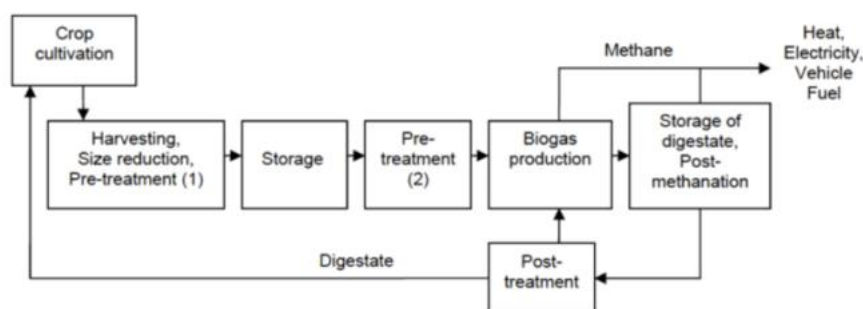 Crop
cultivation
Harvesting,
Size reduction,
Pre-treatment (1)
Storage
Pre-
treatment
(2)
Biogas
production
Storage of
digestate,
Post-
methanation
Methane
Heat,
Electricity,
Vehicle
Fuel
Digestate
Post-
treatment